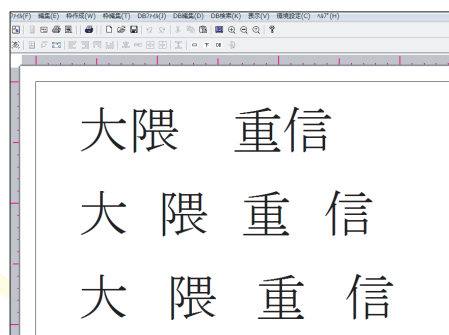 ﾌｧｲﾙ(F) 編集(E) 枠作成(W) 枠編集(T) DBﾌｧｲﾙ(J) DB編集(D) DB検索(K) 表示(V) 環境設定(C) ﾍﾙﾌﾟ(H)
大隈　重信
大 隈 重 信
大 隈 重 信